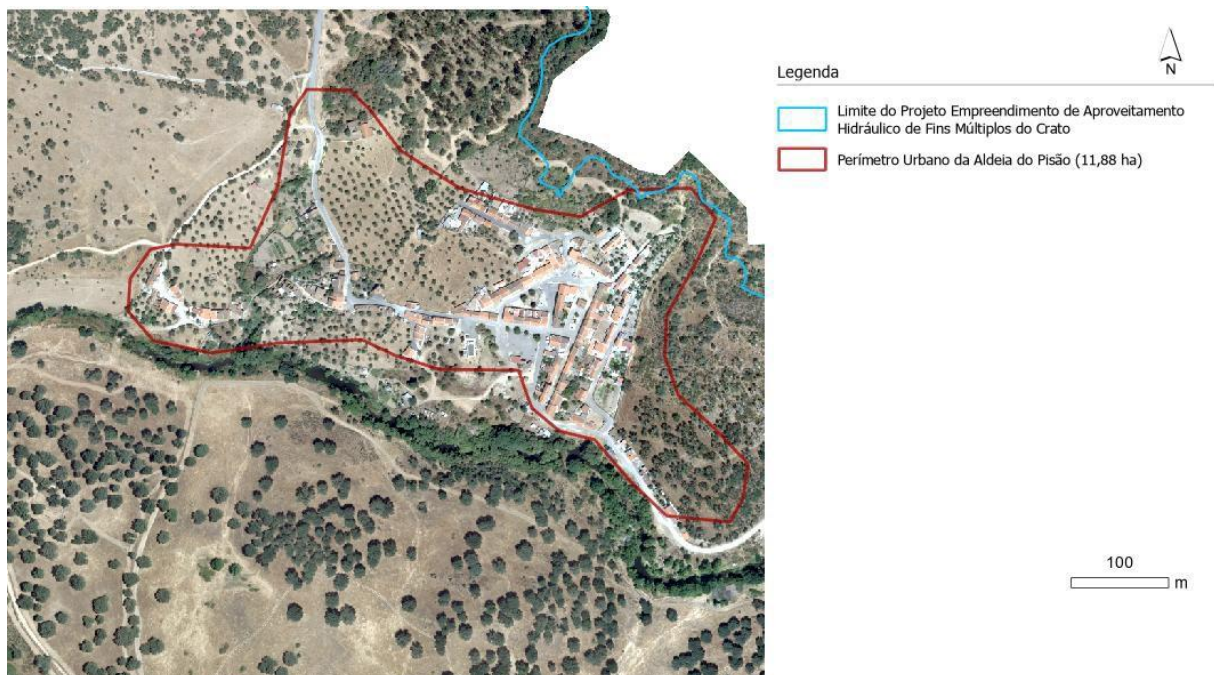 N
Legenda
Limite do Projeto Empreendimento de Aproveitamento
Hidráulico de Fins Múltiplos do Crato
Perímetro Urbano da Aldeia do Pisão (11,88 ha)
100
m